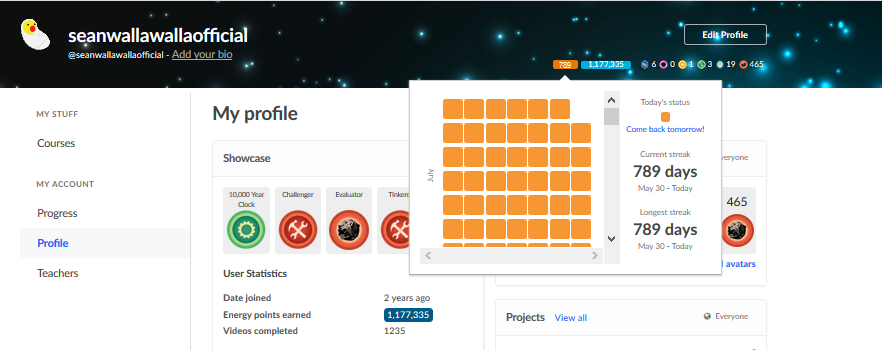 seanwallawallaofficial
@seanwallawallaofficial - Add your bio
Edit Profile
789 1,177,335 6 0 1 3 19 465
MY STUFF
Courses
MY ACCOUNT
Progress
Profile
Teachers
My profile
Showcase
10,000 Year
Clock
Challenger
Evaluator
Tinker
User Statistics
Date joined 2 years ago
Energy points earned 1,177,335
Videos completed 1235
July
Today's status
Come back tomorrow!
Current streak
789 days
May 30 - Today
Longest streak
789 days
May 30 - Today
veryone
465
avatars
Projects View all Everyone